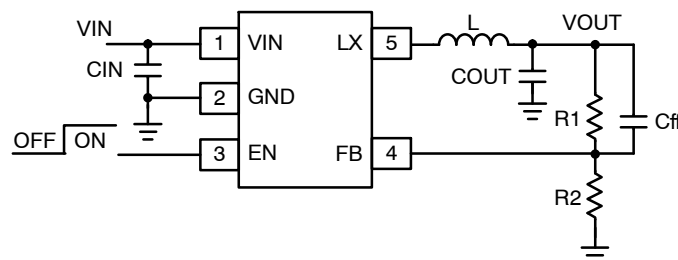 VIN
VOUT
L
1 VIN LX 5
CIN
COUT
2 GND
R1
Cff
OFF ON
3 EN FB 4
R2